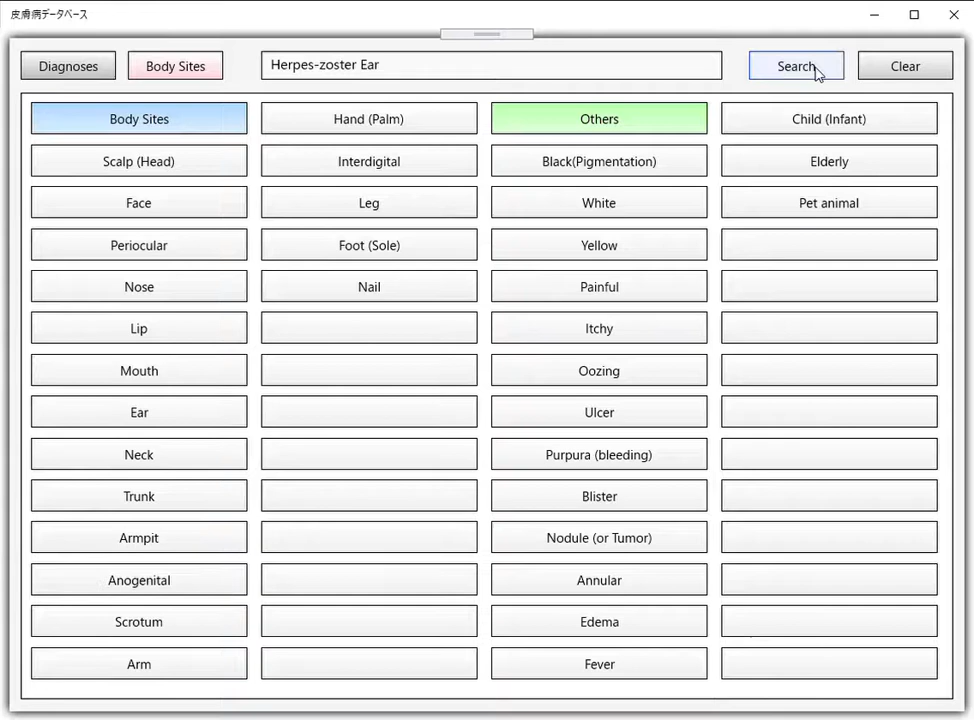 皮膚病データベース
Diagnoses
Body Sites
Herpes-zoster Ear
Search
Clear
Body Sites
Hand (Palm)
Others
Child (Infant)
Scalp (Head)
Interdigital
Black(Pigmentation)
Elderly
Face
Leg
White
Pet animal
Periocular
Foot (Sole)
Yellow
Nose
Nail
Painful
Lip
Itchy
Mouth
Oozing
Ear
Ulcer
Neck
Purpura (bleeding)
Trunk
Blister
Armpit
Nodule (or Tumor)
Anogenital
Annular
Scrotum
Edema
Arm
Fever